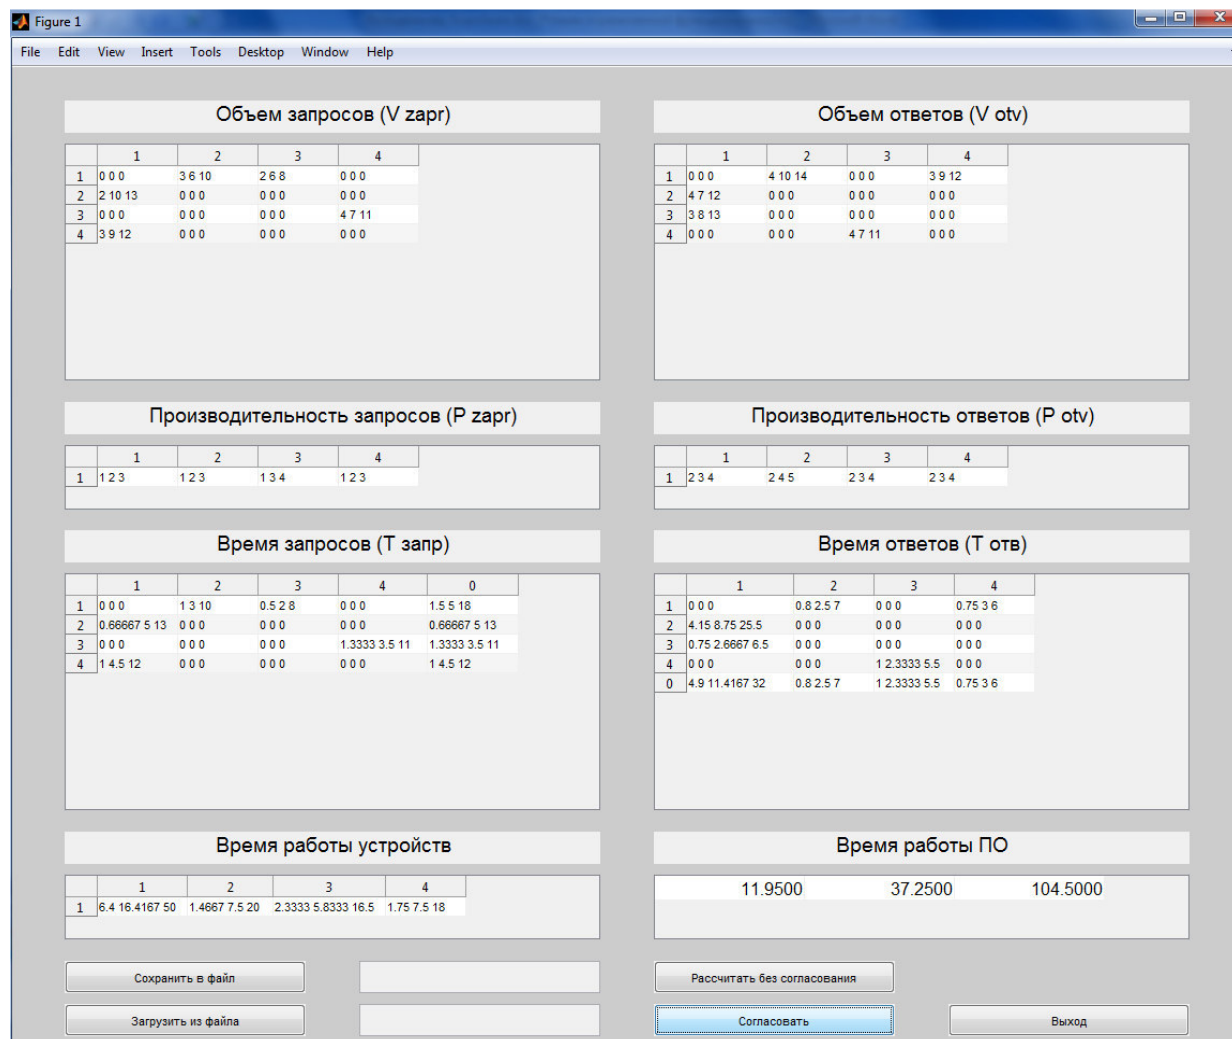 Figure 1
File Edit View Insert Tools Desktop Window Help
Объем запросов (V zapr)
1 2 3 4
1 0 0 0 3 6 10 2 6 8 0 0 0
2 2 10 13 0 0 0 0 0 0 0 0 0
3 0 0 0 0 0 0 0 0 0 4 7 11
4 3 9 12 0 0 0 0 0 0 0 0 0
Объем ответов (V otv)
1 2 3 4
1 0 0 0 4 10 14 0 0 0 3 9 12
2 4 7 12 0 0 0 0 0 0 0 0 0
3 3 8 13 0 0 0 0 0 0 0 0 0
4 0 0 0 0 0 0 4 7 11 0 0 0
Производительность запросов (P zapr)
1 2 3 4
1 1 2 3 1 2 3 1 3 4 1 2 3
Производительность ответов (P otv)
1 2 3 4
1 2 3 4 2 4 5 2 3 4 2 3 4
Время запросов (T запр)
1 2 3 4 0
1 0 0 0 1 3 10 0.5 2 8 0 0 0 1.5 5 18
2 0.66667 5 13 0 0 0 0 0 0 0 0 0 0.66667 5 13
3 0 0 0 0 0 0 0 0 0 1.3333 3.5 11 1.3333 3.5 11
4 1 4.5 12 0 0 0 0 0 0 0 0 0 1 4.5 12
Время ответов (T отв)
1 2 3 4
1 0 0 0 0.8 2.5 7 0 0 0 0.75 3 6
2 4.15 8.75 25.5 0 0 0 0 0 0 0 0 0
3 0.75 2.6667 6.5 0 0 0 0 0 0 0 0 0
4 0 0 0 0 0 0 1 2.3333 5.5 0 0 0
0 4.9 11.4167 32 0.8 2.5 7 1 2.3333 5.5 0.75 3 6
Время работы устройств
1 2 3 4
1 6.4 16.4167 50 1.4667 7.5 20 2.3333 5.8333 16.5 1.75 7.5 18
Время работы ПО
11.9500 37.2500 104.5000
Сохранить в файл
Рассчитать без согласования
Загрузить из файла
Согласовать
Выход